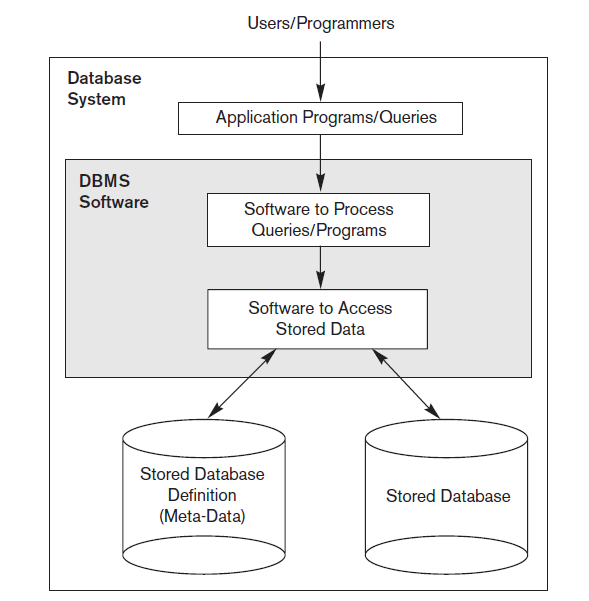 Users/Programmers
Database
System
Application Programs/Queries
DBMS
Software
Software to Process
Queries/Programs
Software to Access
Stored Data
Stored Database
Definition
(Meta-Data)
Stored Database